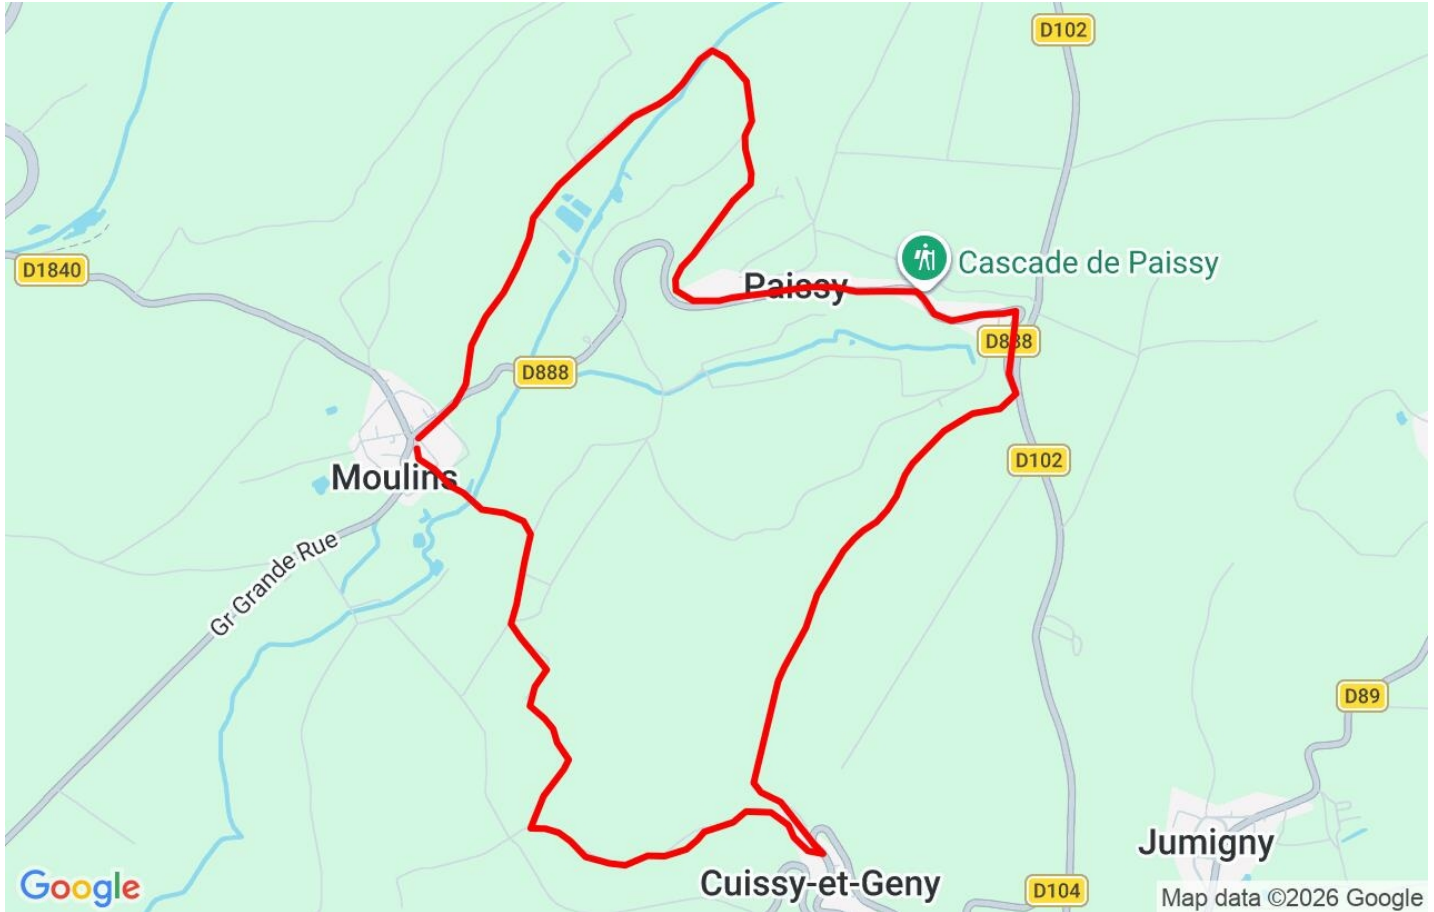 D102
D1840
Cascade de Paissy
Paissy
D888
D888
D102
Moulins
Gr Grande Rue
D89
Jumigny
Cuissy-et-Geny
D104
Google
Map data ©2026 Google